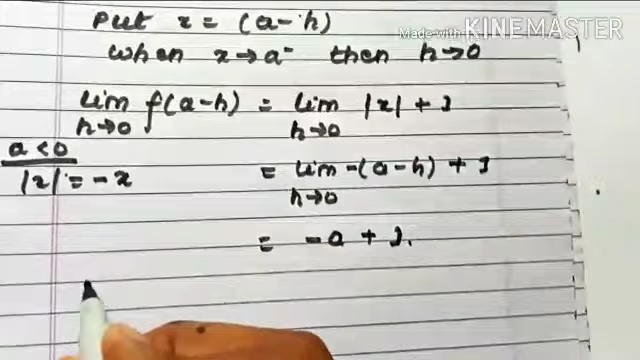 Put x = (a-h)
Made with KINEMASTER
when x→a⁻ then h→0
lim f(a-h) = lim |x| + 1
h→0 h→0
a<0
|x| = -x = lim -(a-h) + 1
h→0
= -a + 1.